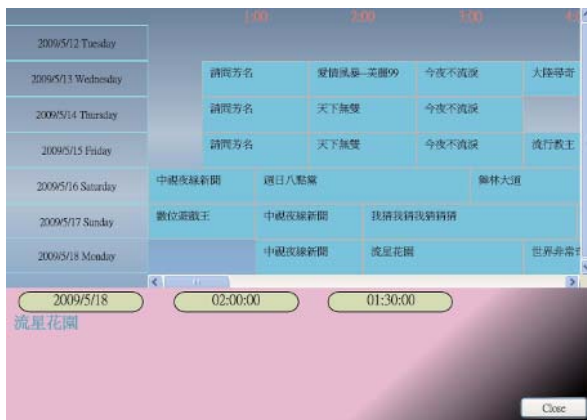 1:00 2:00 3:00
2009/5/12 Tuesday
2009/5/13 Wednesday 請問芳名 愛情風暴─美麗99 今夜不流淚 大陸尋奇
2009/5/14 Thursday 請問芳名 天下無雙 今夜不流淚
2009/5/15 Friday 請問芳名 天下無雙 今夜不流淚 流行教主
2009/5/16 Saturday 中視夜線新聞 週日八點黨 舞林大道
2009/5/17 Sunday 數位遊戲王 中視夜線新聞 我猜我猜我猜猜猜
2009/5/18 Monday 中視夜線新聞 流星花園 世界非常奇
2009/5/18 02:00:00 01:30:00
流星花園
Close